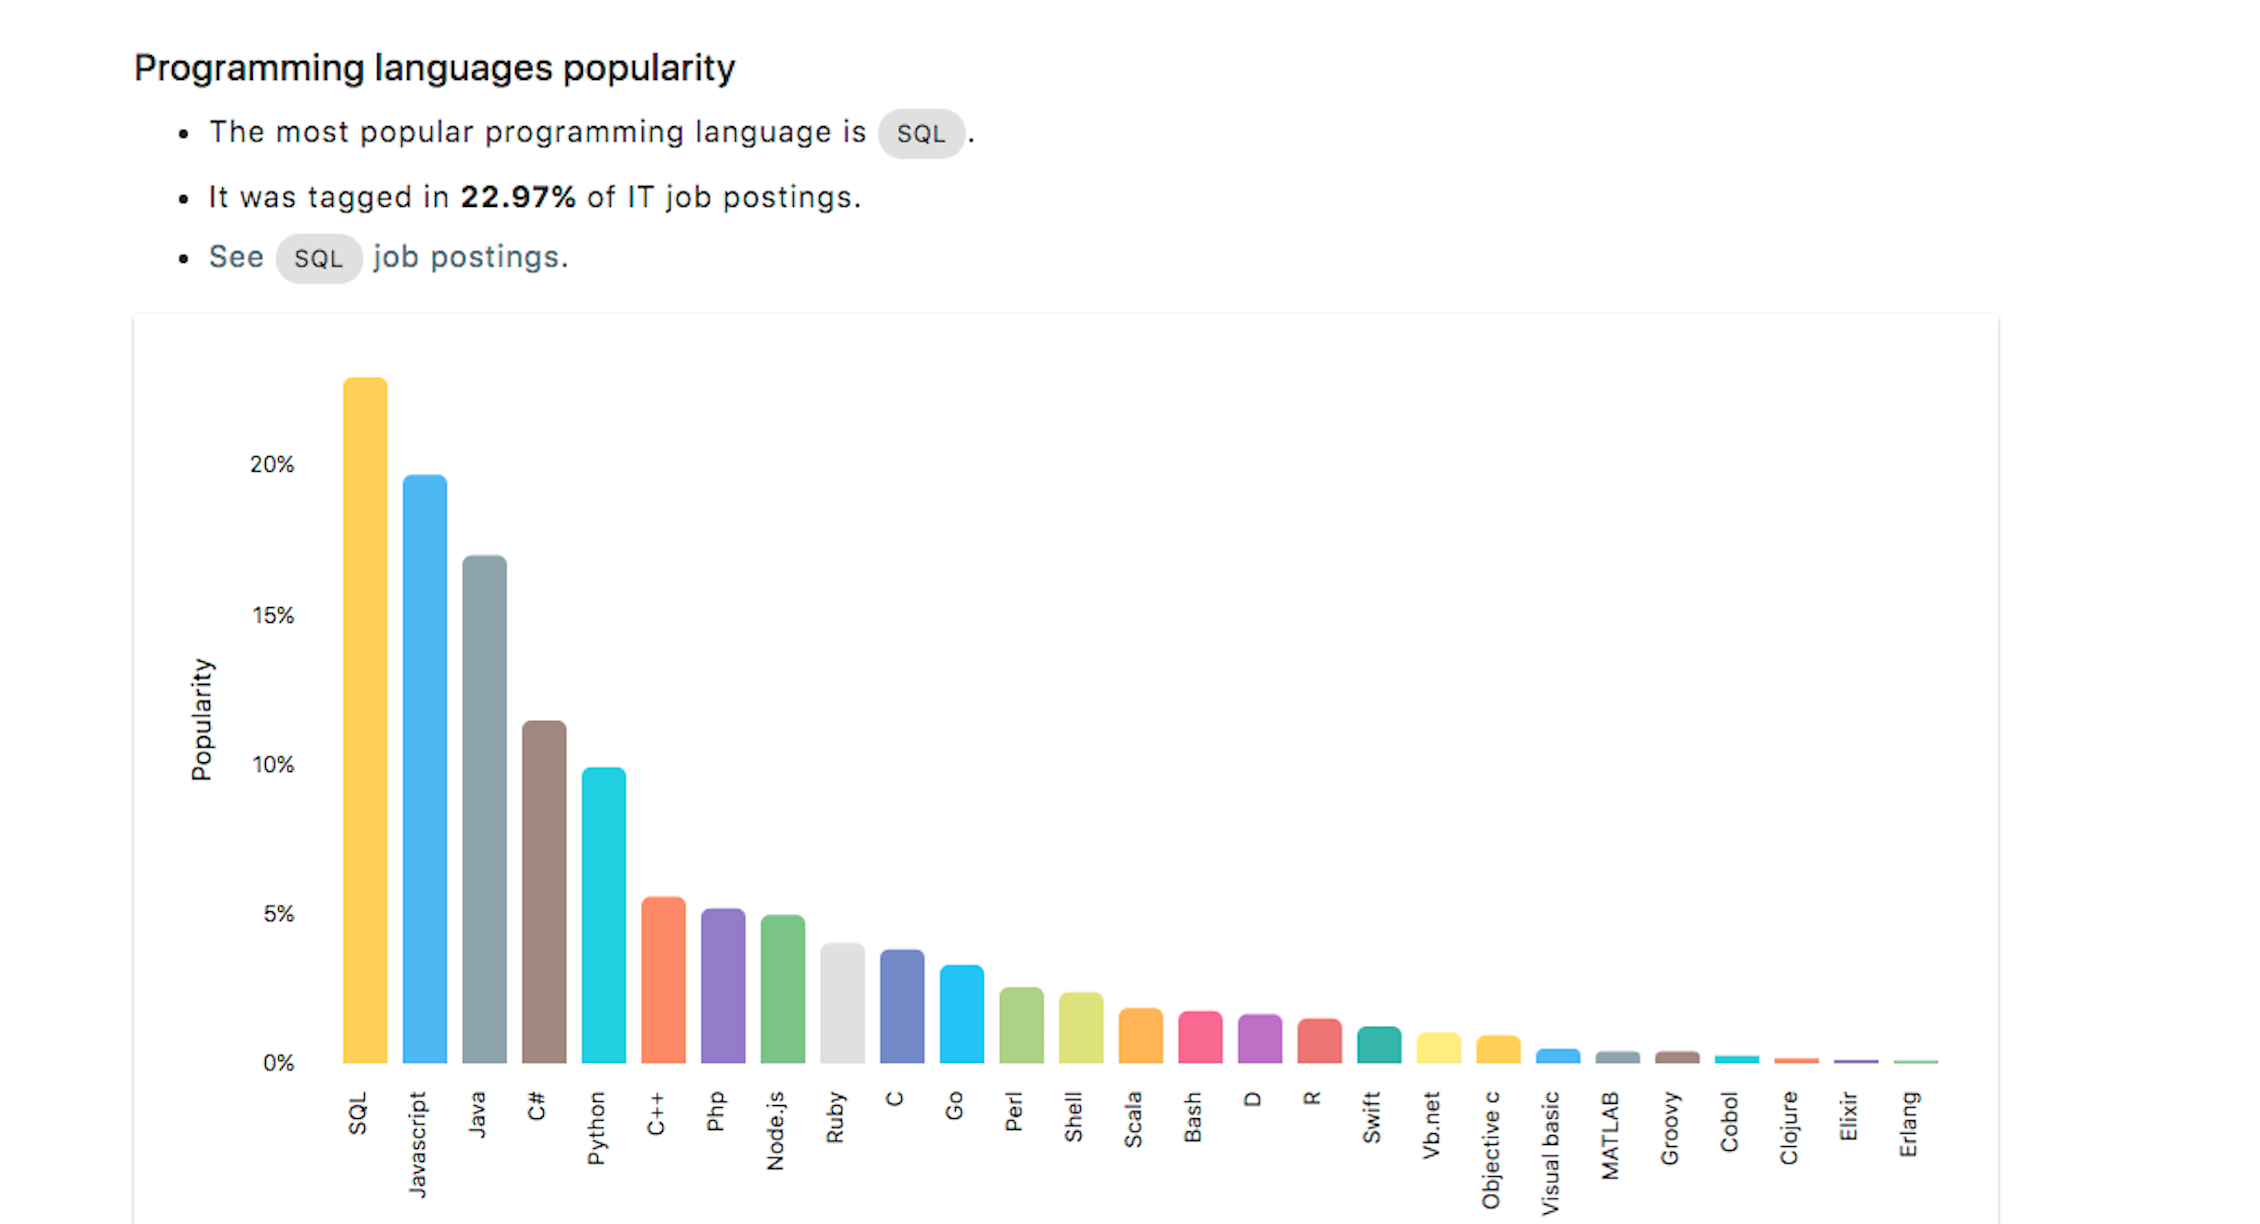 Programming languages popularity
• The most popular programming language is SQL.
• It was tagged in 22.97% of IT job postings.
• See SQL job postings.
Popularity
20%
15%
10%
5%
0%
SQL
Javascript
Java
C#
Python
C++
Php
Node.js
Ruby
C
Go
Perl
Shell
Scala
Bash
D
R
Swift
Vb.net
Objective c
Visual basic
MATLAB
Groovy
Cobol
Clojure
Elixir
Erlang